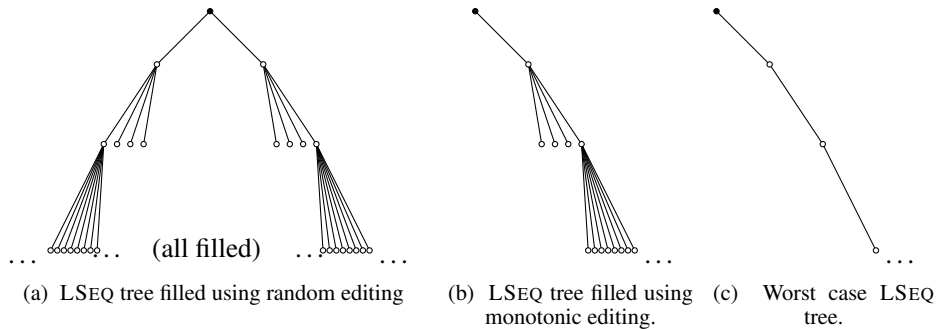 (all filled)
... ... ... ... ... ...
(a) LSEQ tree filled using random editing
(b) LSEQ tree filled using
monotonic editing.
(c) Worst case LSEQ
tree.